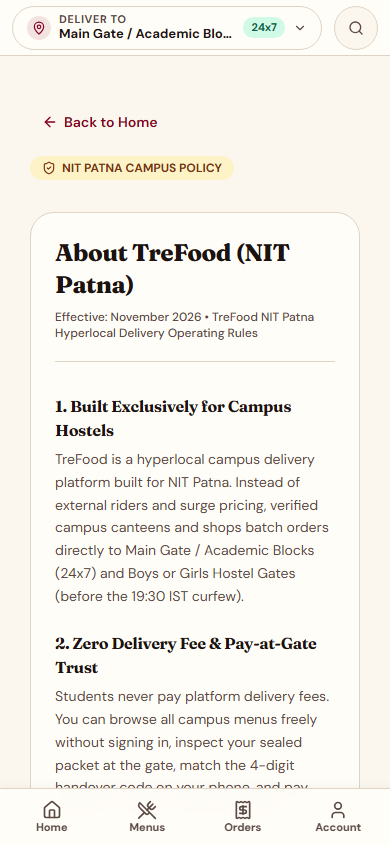 DELIVER TO
Main Gate / Academic Blo...
24x7
Back to Home
NIT PATNA CAMPUS POLICY
About TreFood (NIT
Patna)
Effective: November 2026 • TreFood NIT Patna
Hyperlocal Delivery Operating Rules
1. Built Exclusively for Campus
Hostels
TreFood is a hyperlocal campus delivery
platform built for NIT Patna. Instead of
external riders and surge pricing, verified
campus canteens and shops batch orders
directly to Main Gate / Academic Blocks
(24x7) and Boys or Girls Hostel Gates
(before the 19:30 IST curfew).
2. Zero Delivery Fee & Pay-at-Gate
Trust
Students never pay platform delivery fees.
You can browse all campus menus freely
without signing in, inspect your sealed
packet at the gate, match the 4-digit
handover code on your phone, and pay
Home
Menus
Orders
Account